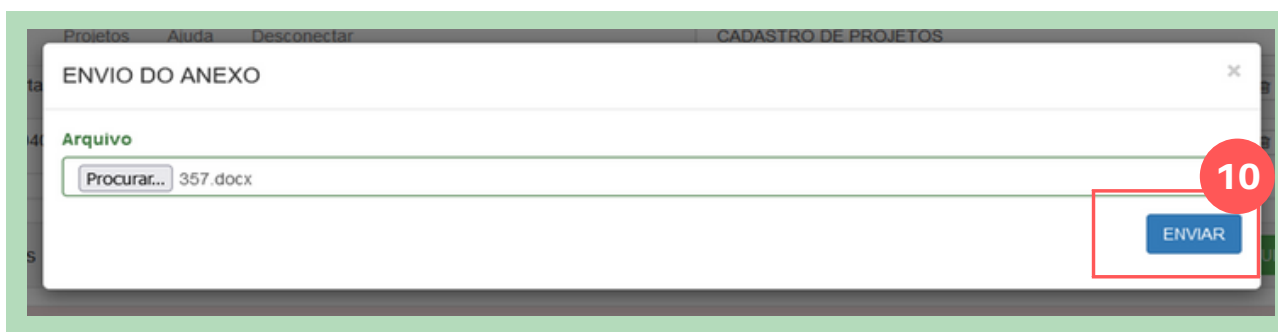 Projetos Ajuda Desconectar CADASTRO DE PROJETOS
ENVIO DO ANEXO ×
Arquivo
Procurar... 357.docx
10
ENVIAR